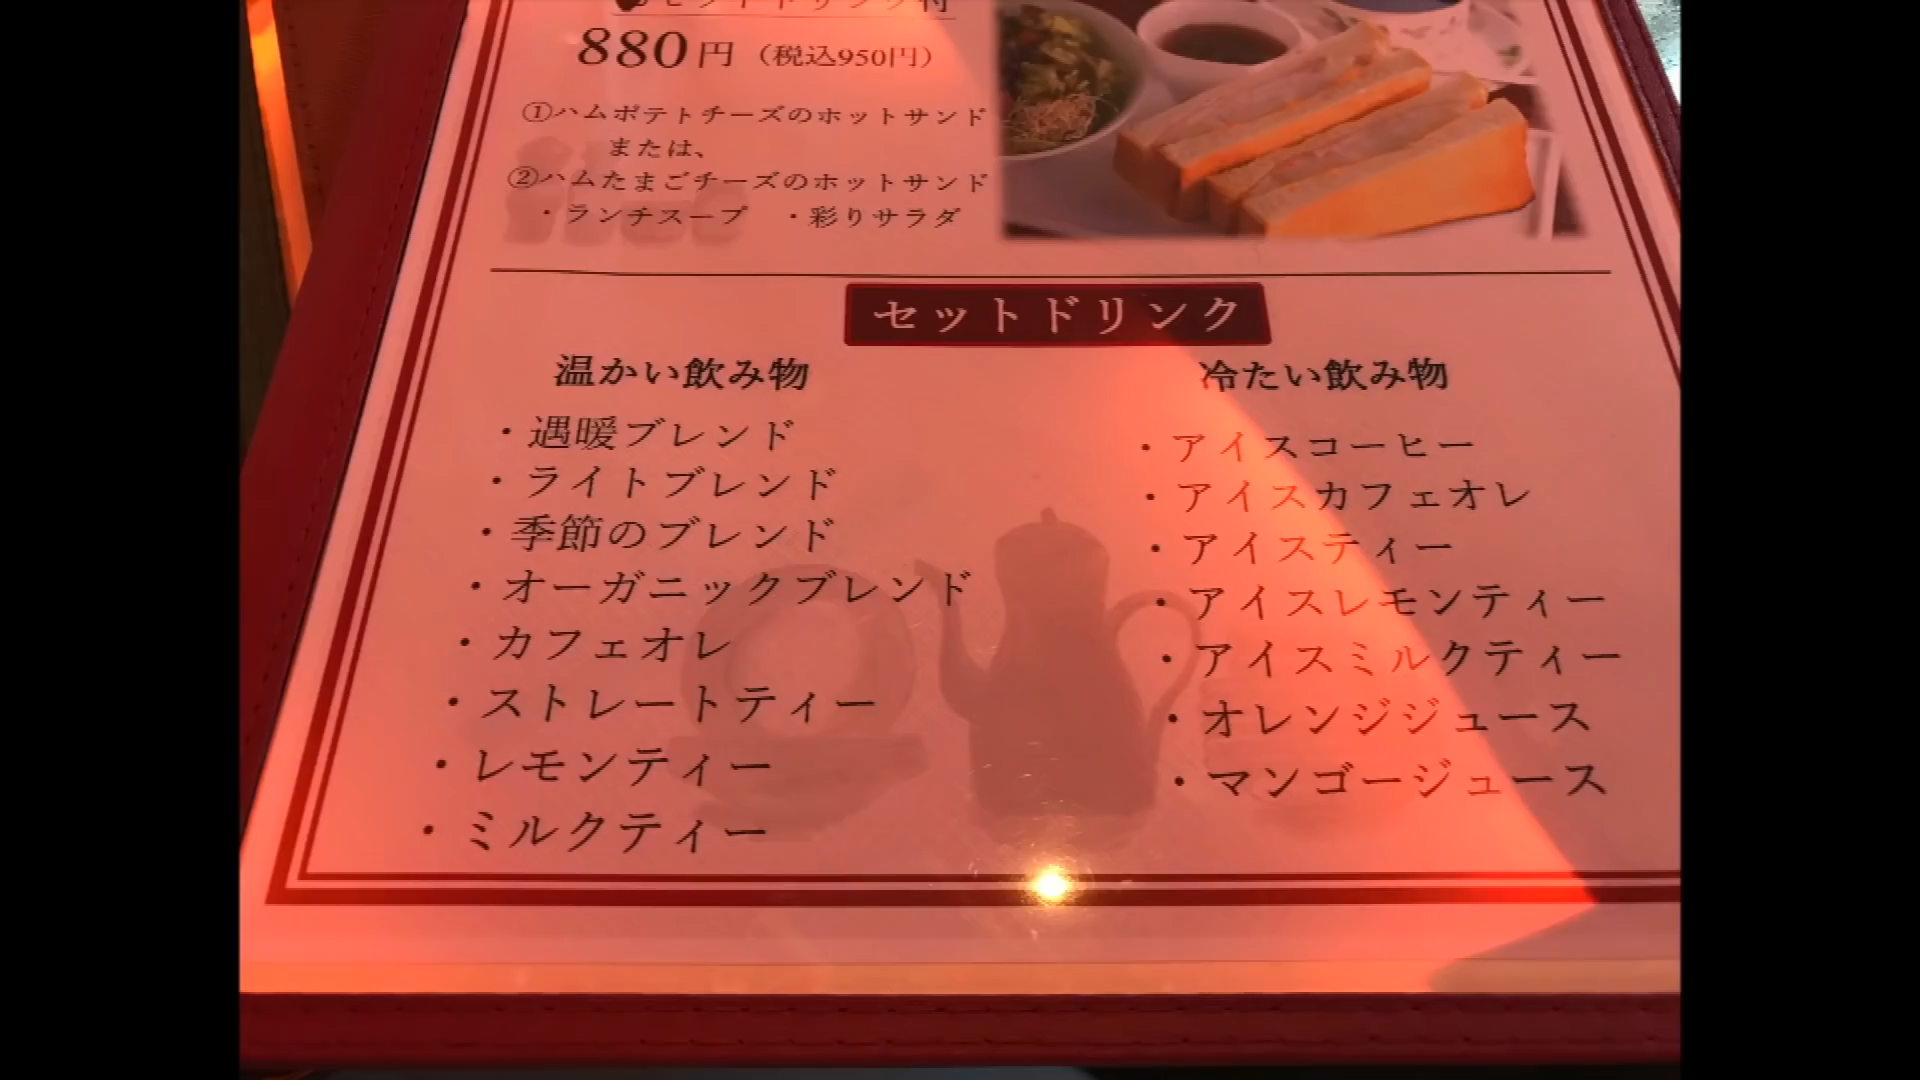 880円（税込950円）
①ハムポテトチーズのホットサンド
または、
②ハムたまごチーズのホットサンド
・ランチスープ ・彩りサラダ
セットドリンク
温かい飲み物
・遇暖ブレンド
・ライトブレンド
・季節のブレンド
・オーガニックブレンド
・カフェオレ
・ストレートティー
・レモンティー
・ミルクティー
冷たい飲み物
・アイスコーヒー
・アイスカフェオレ
・アイスティー
・アイスレモンティー
・アイスミルクティー
・オレンジジュース
・マンゴージュース